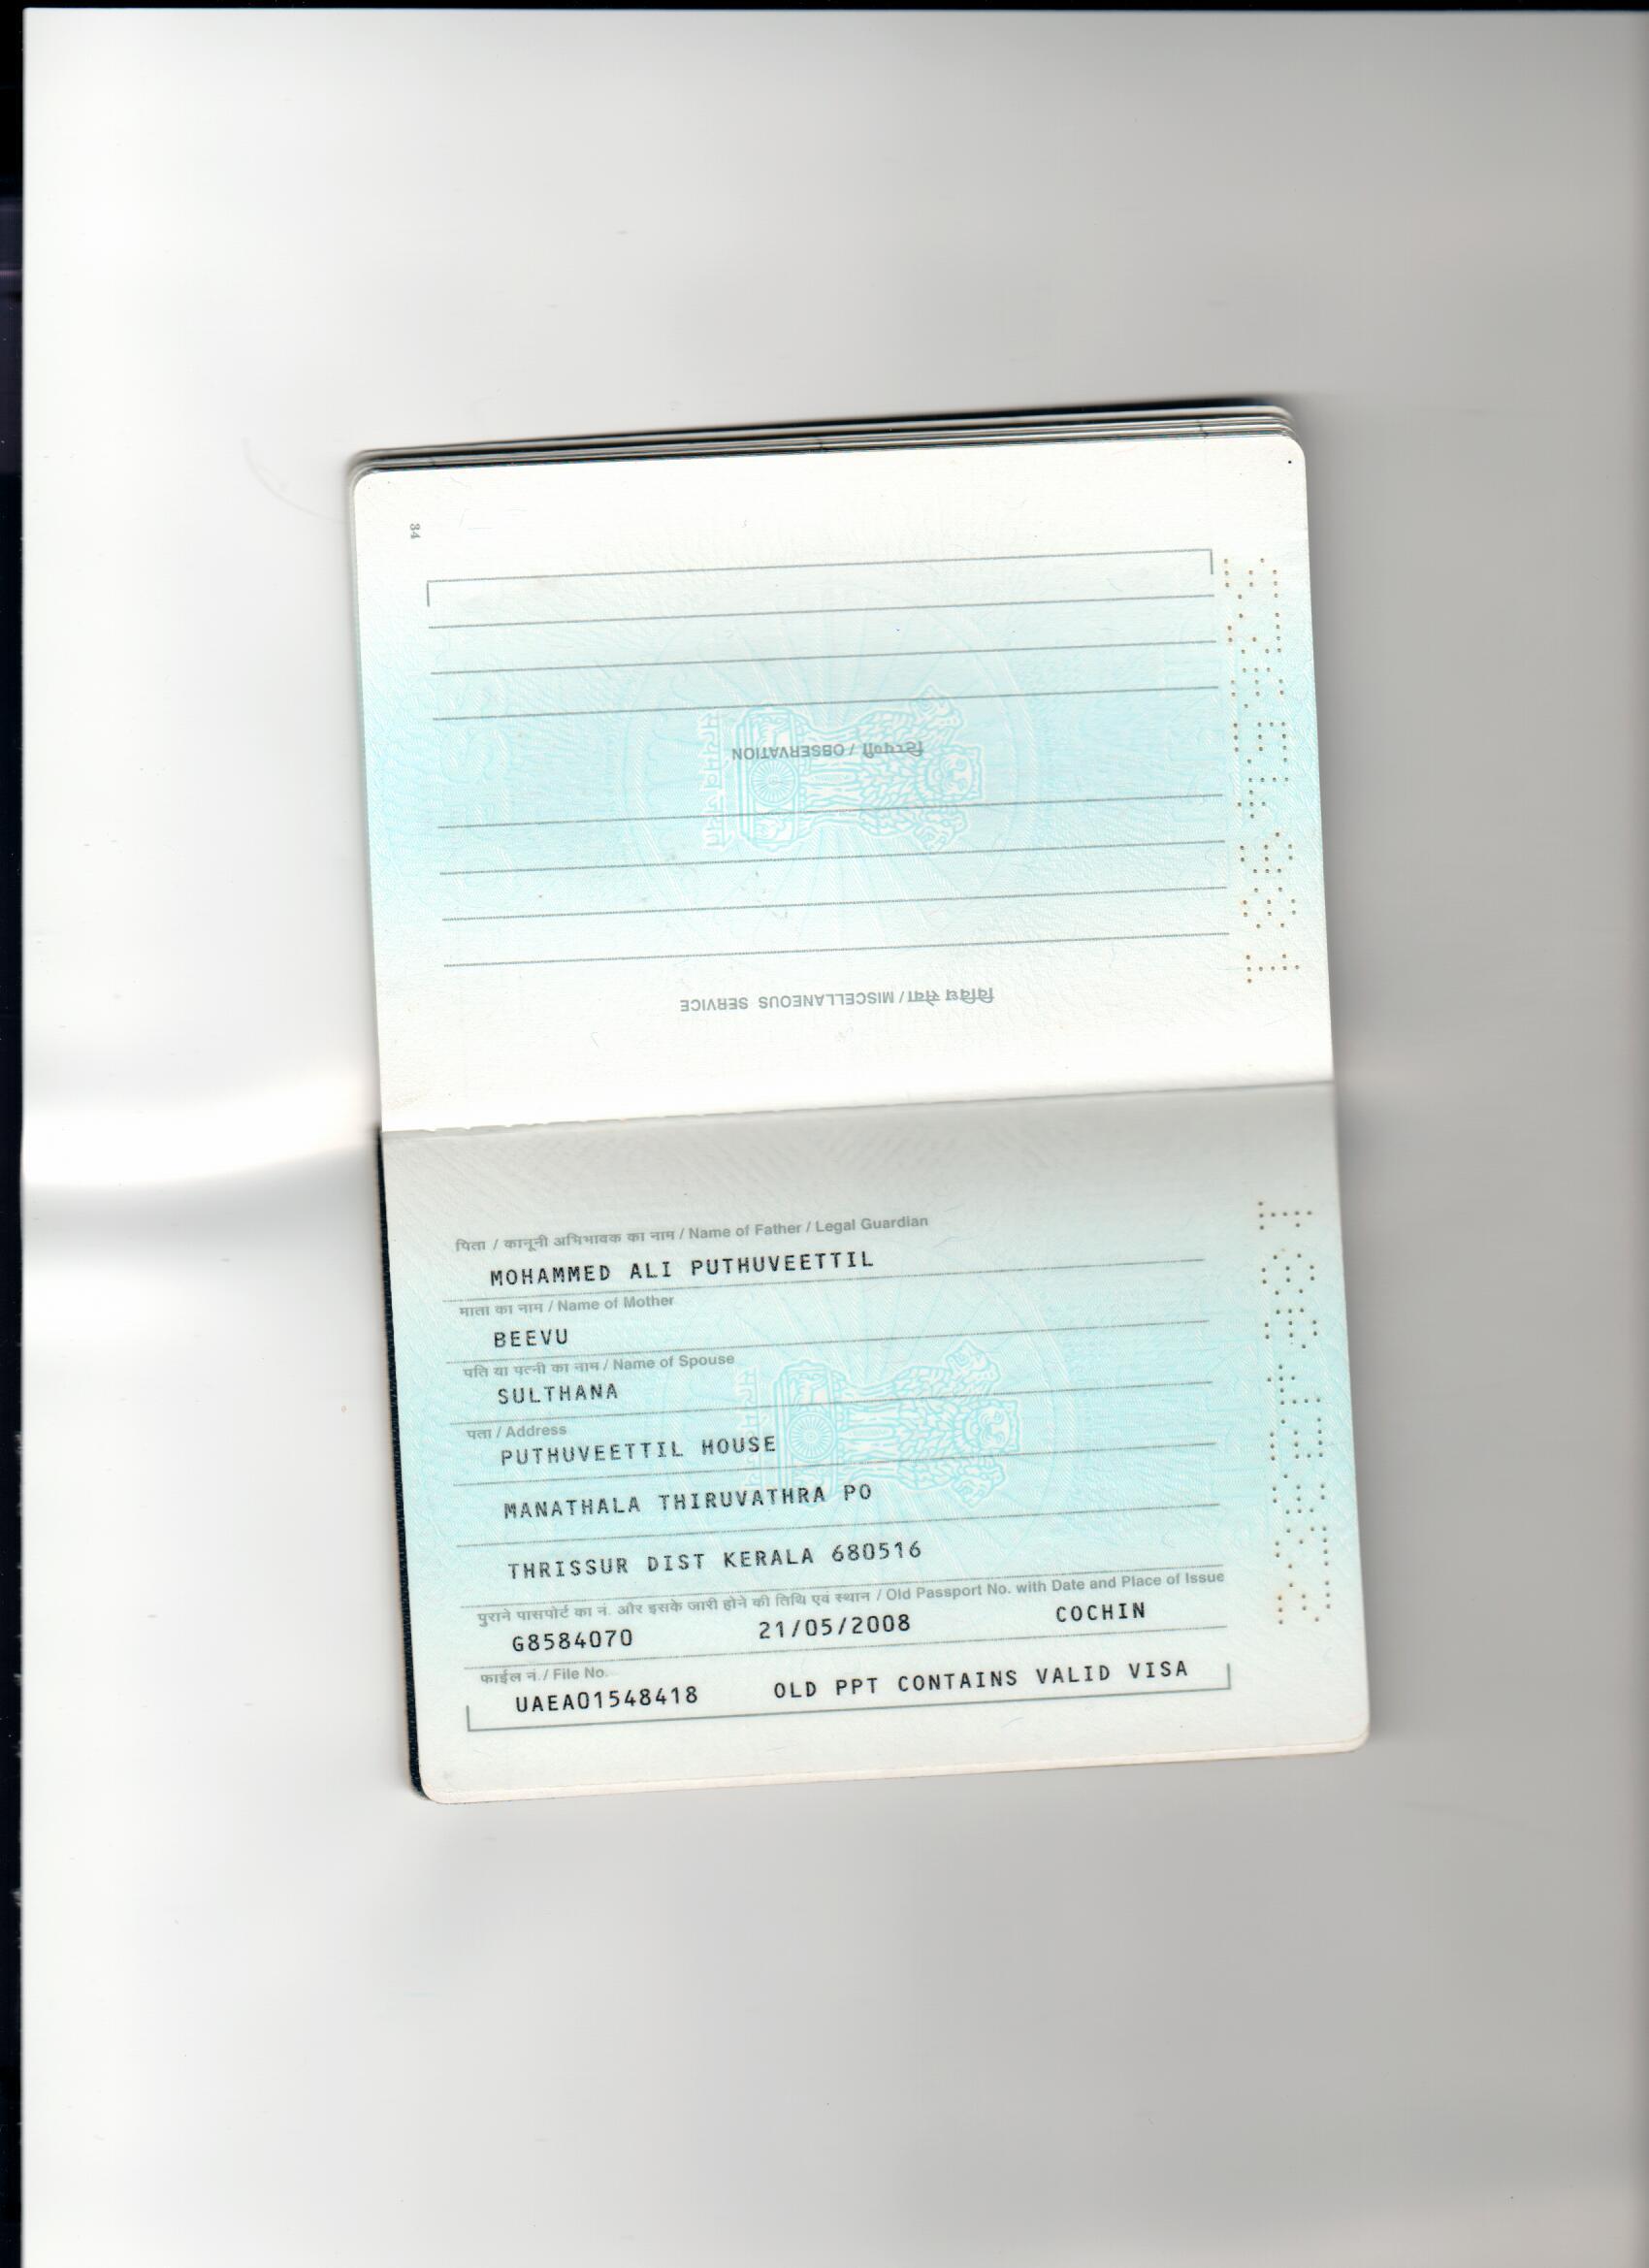 34
टिप्पणी / OBSERVATION
विविध सेवा / MISCELLANEOUS SERVICE
पिता / कानूनी अभिभावक का नाम / Name of Father / Legal Guardian
MOHAMMED ALI PUTHUVEETTIL
माता का नाम / Name of Mother
BEEVU
पति या पत्नी का नाम / Name of Spouse
SULTHANA
पता / Address
PUTHUVEETTIL HOUSE
MANATHALA THIRUVATHRA PO
THRISSUR DIST KERALA 680516
पुराने पासपोर्ट का नं. और इसके जारी होने की तिथि एवं स्थान / Old Passport No. with Date and Place of Issue
G8584070 21/05/2008 COCHIN
फाईल नं. / File No.
UAEA01548418 OLD PPT CONTAINS VALID VISA